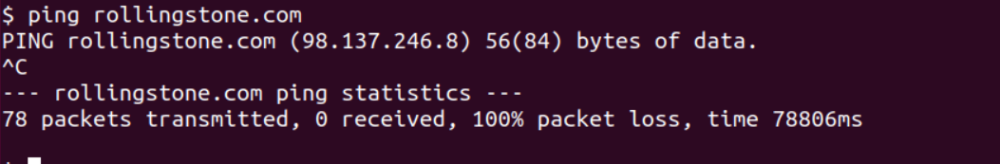 $ ping rollingstone.com
PING rollingstone.com (98.137.246.8) 56(84) bytes of data.
^C
--- rollingstone.com ping statistics ---
78 packets transmitted, 0 received, 100% packet loss, time 78806ms